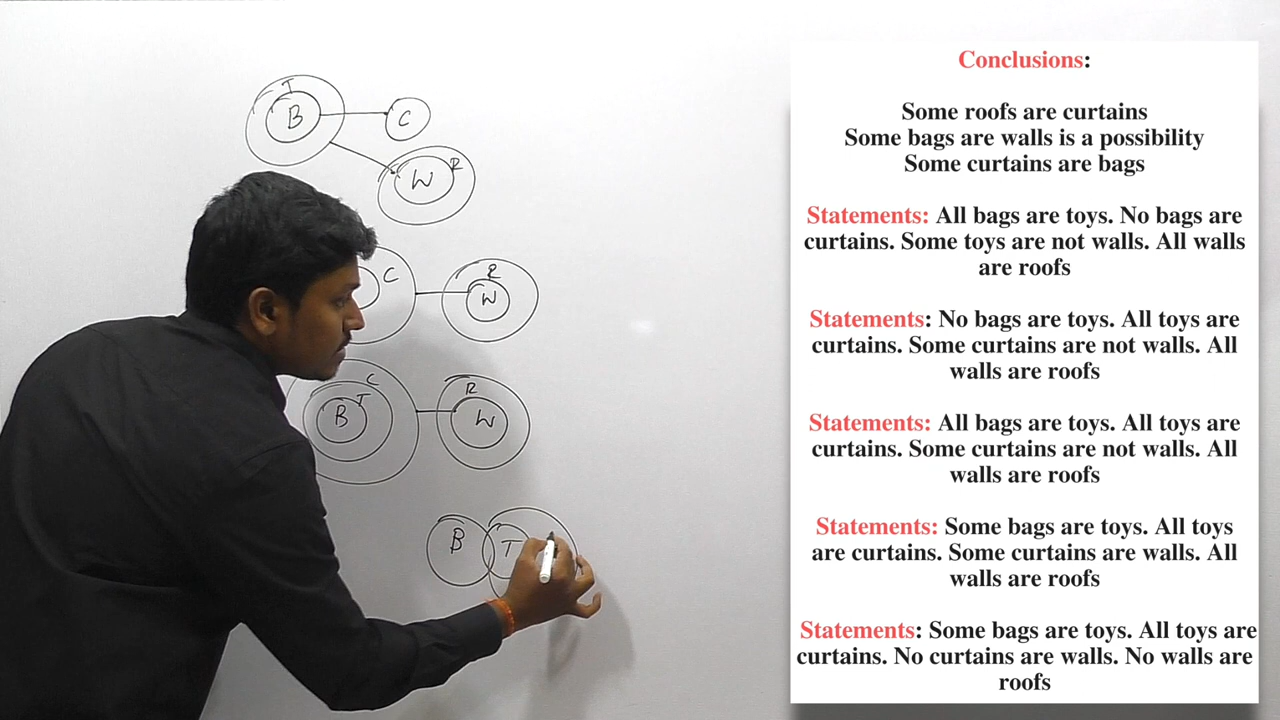 Conclusions:
Some roofs are curtains
Some bags are walls is a possibility
Some curtains are bags
Statements: All bags are toys. No bags are
curtains. Some toys are not walls. All walls
are roofs
Statements: No bags are toys. All toys are
curtains. Some curtains are not walls. All
walls are roofs
Statements: All bags are toys. All toys are
curtains. Some curtains are not walls. All
walls are roofs
Statements: Some bags are toys. All toys
are curtains. Some curtains are walls. All
walls are roofs
Statements: Some bags are toys. All toys are
curtains. No curtains are walls. No walls are
roofs
T
B
C
W R
C
R
W
C
B T
R
W
B T